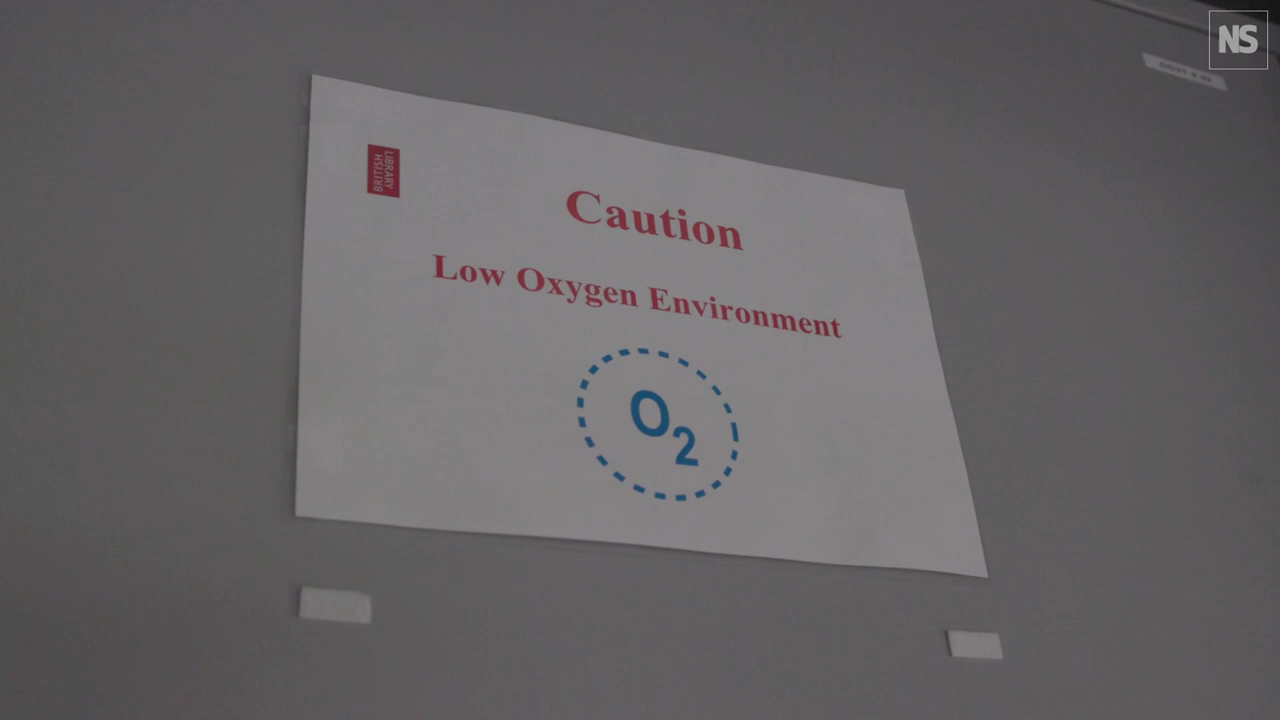 NS
LIBRARY
BRITISH
Caution
Low Oxygen Environment
O2